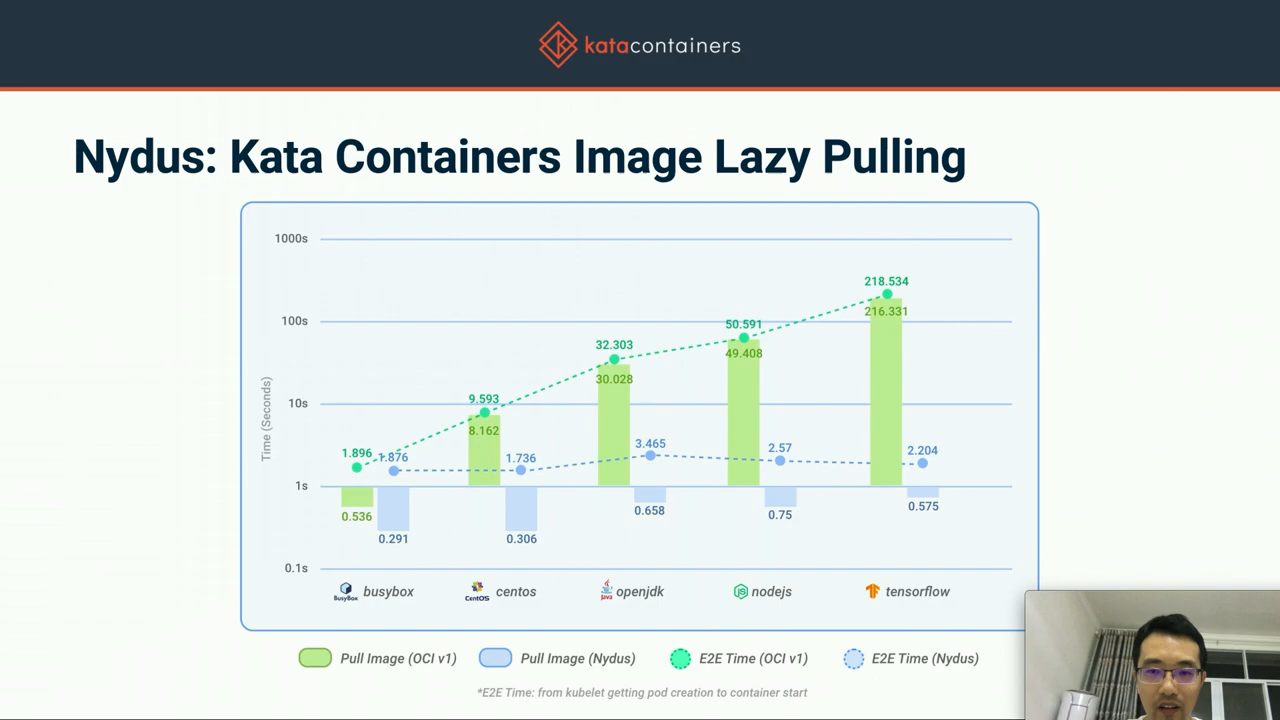 katacontainers
Nydus: Kata Containers Image Lazy Pulling
1000s
100s
10s
1s
0.1s
Time (Seconds)
218.534
216.331
50.591
49.408
32.303
30.028
9.593
8.162
1.896
1.876
1.736
3.465
2.57
2.204
0.536
0.291
0.306
0.658
0.75
0.575
BUSYBOX busybox
CentOS centos
Java openjdk
JS nodejs
tensorflow
Pull Image (OCI v1)
Pull Image (Nydus)
E2E Time (OCI v1)
E2E Time (Nydus)
*E2E Time: from kubelet getting pod creation to container start